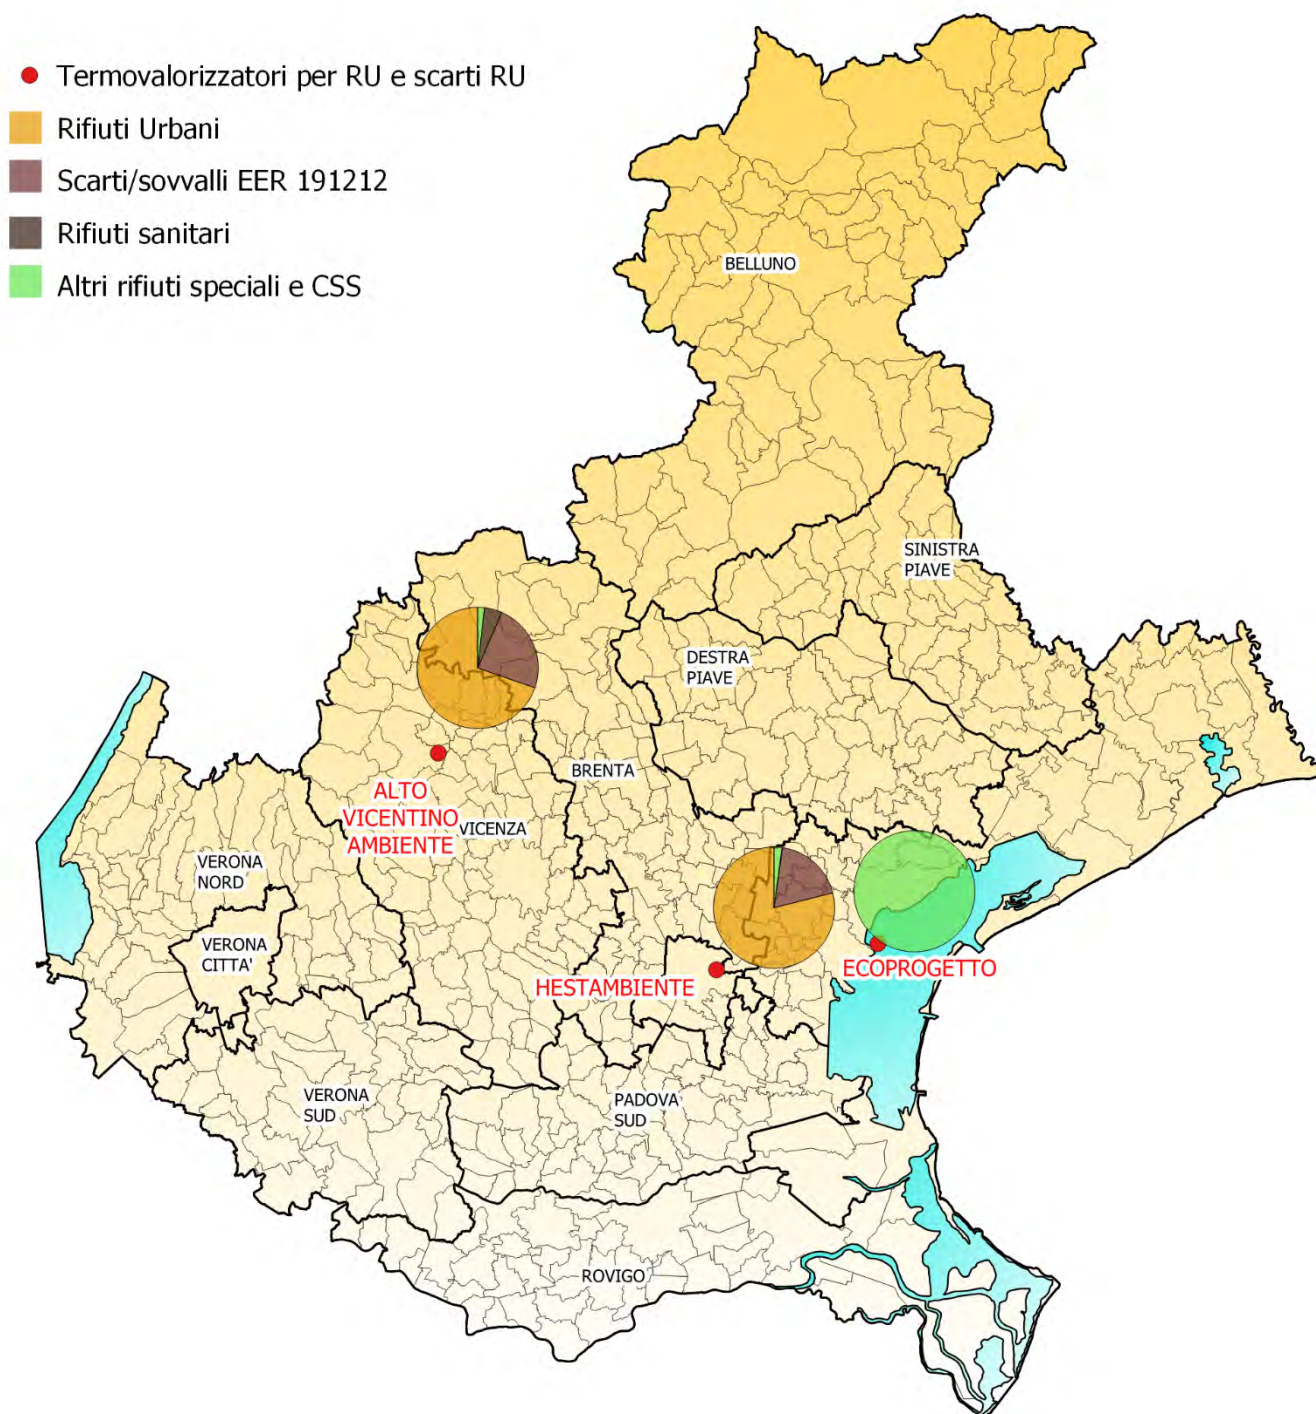 Termovalorizzatori per RU e scarti RU
Rifiuti Urbani
Scarti/sovvalli EER 191212
Rifiuti sanitari
Altri rifiuti speciali e CSS
BELLUNO
SINISTRA
PIAVE
DESTRA
PIAVE
BRENTA
ALTO
VICENTINO
AMBIENTE
VICENZA
VERONA
NORD
VERONA
CITTA'
HESTAMBIENTE
ECOPROGETTO
VERONA
SUD
PADOVA
SUD
ROVIGO